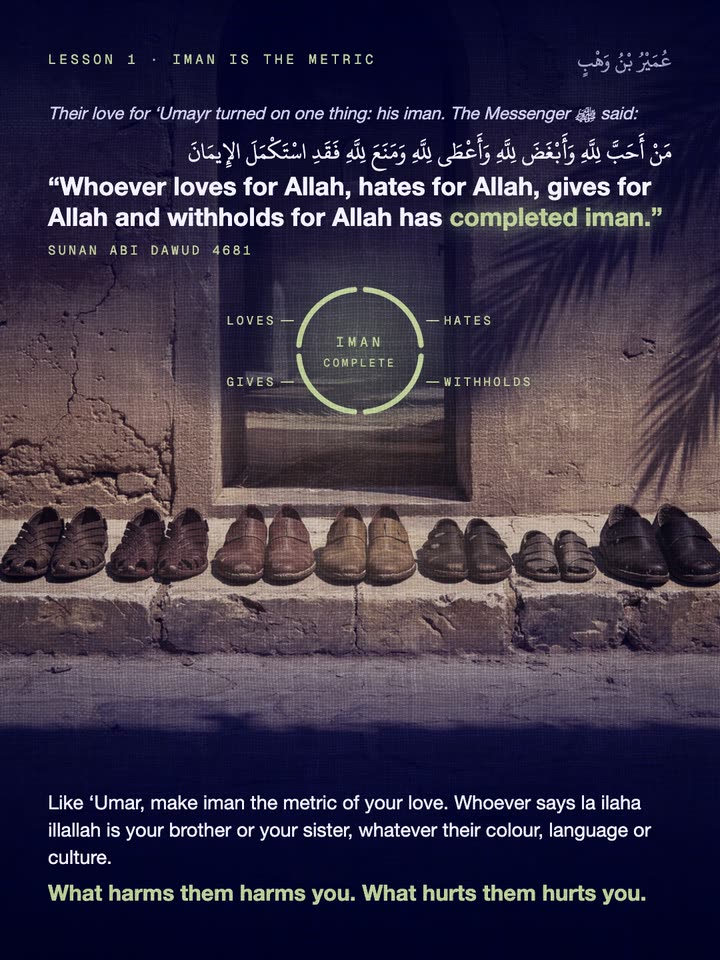 LESSON 1 · IMAN IS THE METRIC
عُمَيْرُ بْنُ وَهْبٍ
Their love for ‘Umayr turned on one thing: his iman. The Messenger ﷺ said:
مَنْ أَحَبَّ لِلَّهِ وَأَبْغَضَ لِلَّهِ وَأَعْطَى لِلَّهِ وَمَنَعَ لِلَّهِ فَقَدِ اسْتَكْمَلَ الإِيمَانَ
“Whoever loves for Allah, hates for Allah, gives for
Allah and withholds for Allah has completed iman.”
SUNAN ABI DAWUD 4681
LOVES
HATES
IMAN
COMPLETE
GIVES
WITHHOLDS
Like ‘Umar, make iman the metric of your love. Whoever says la ilaha
illallah is your brother or your sister, whatever their colour, language or
culture.
What harms them harms you. What hurts them hurts you.